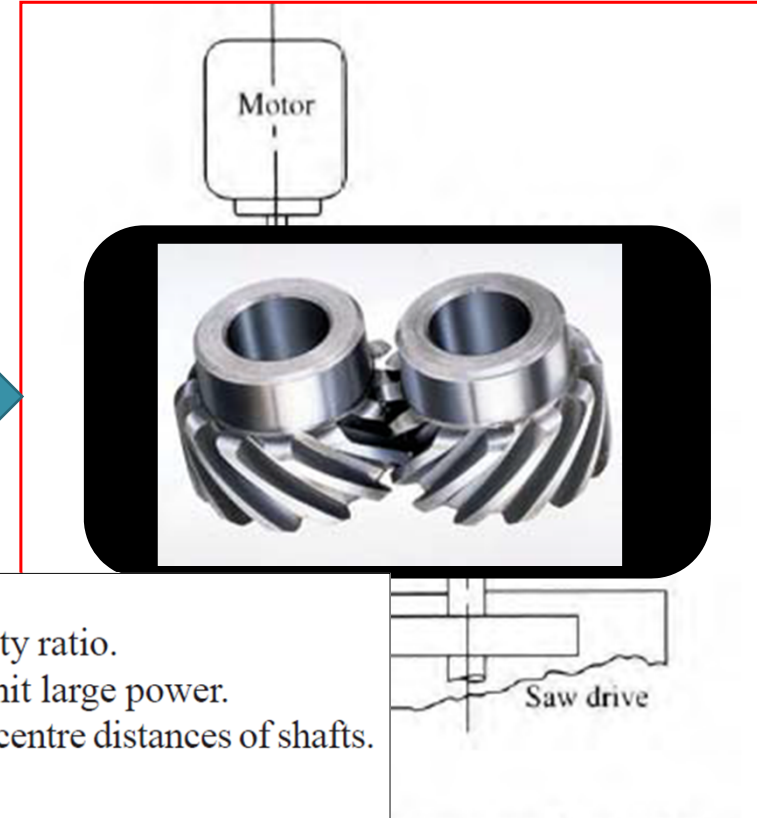 Motor
ty ratio.
nit large power.
centre distances of shafts.
Saw drive